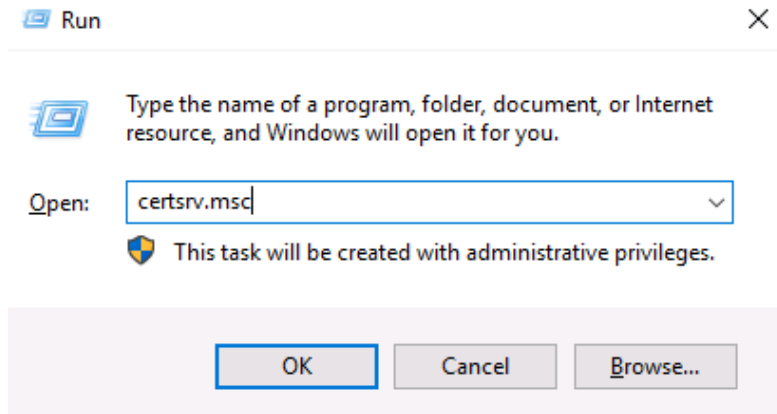 Run
Type the name of a program, folder, document, or Internet
resource, and Windows will open it for you.
Open: certsrv.msc
This task will be created with administrative privileges.
OK Cancel Browse...